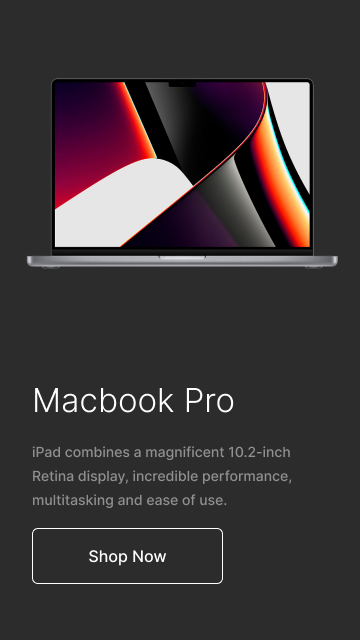 Macbook Pro
iPad combines a magnificent 10.2-inch
Retina display, incredible performance,
multitasking and ease of use.
Shop Now